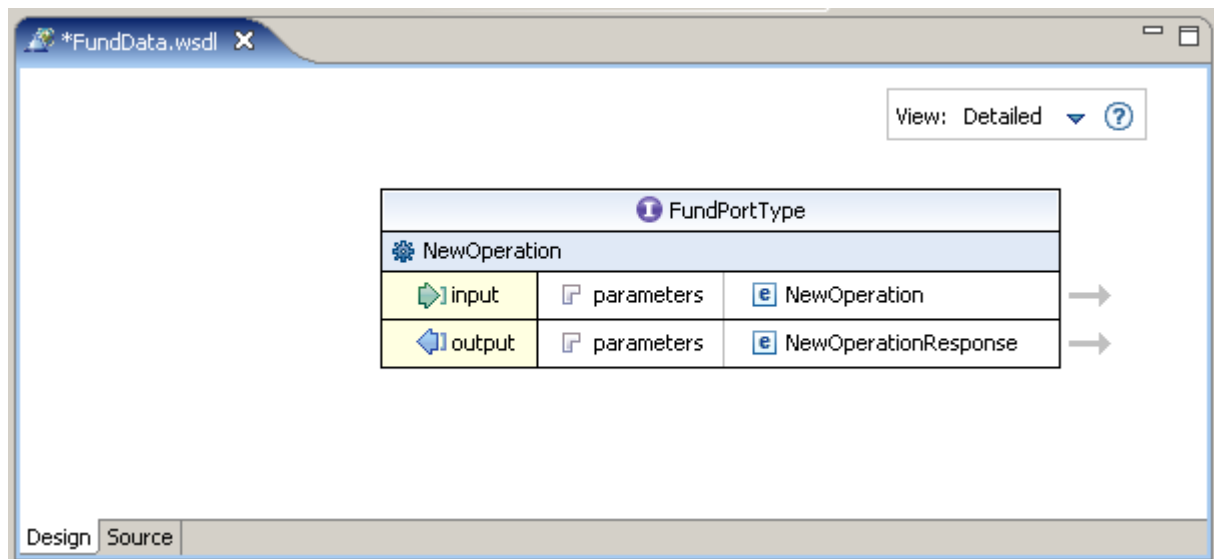 *FundData.wsdl
View: Detailed ?
I FundPortType
NewOperation
input parameters e NewOperation
output parameters e NewOperationResponse
Design Source